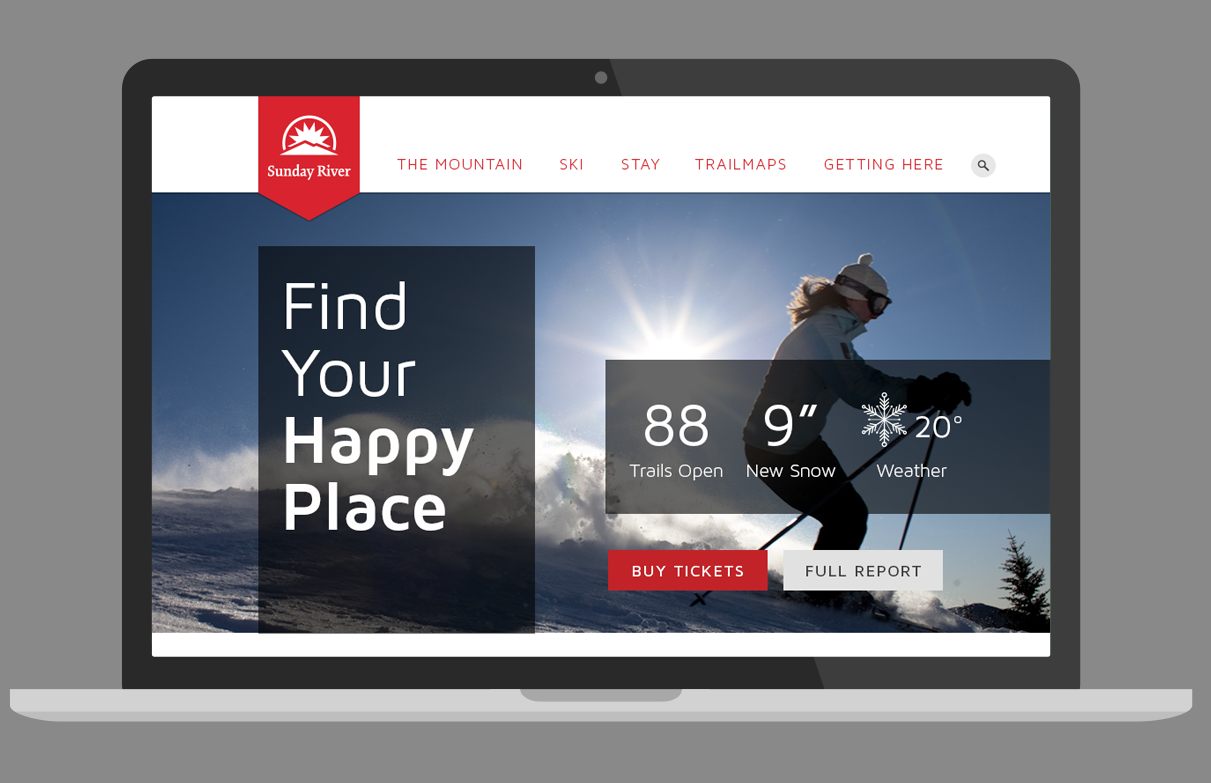 Sunday River
THE MOUNTAIN
SKI
STAY
TRAILMAPS
GETTING HERE
Find
Your
Happy
Place
88
Trails Open
9″
New Snow
20°
Weather
BUY TICKETS
FULL REPORT